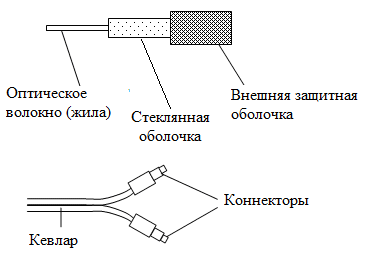 Оптическое
волокно (жила)
Стеклянная
оболочка
Внешняя защитная
оболочка
Коннекторы
Кевлар